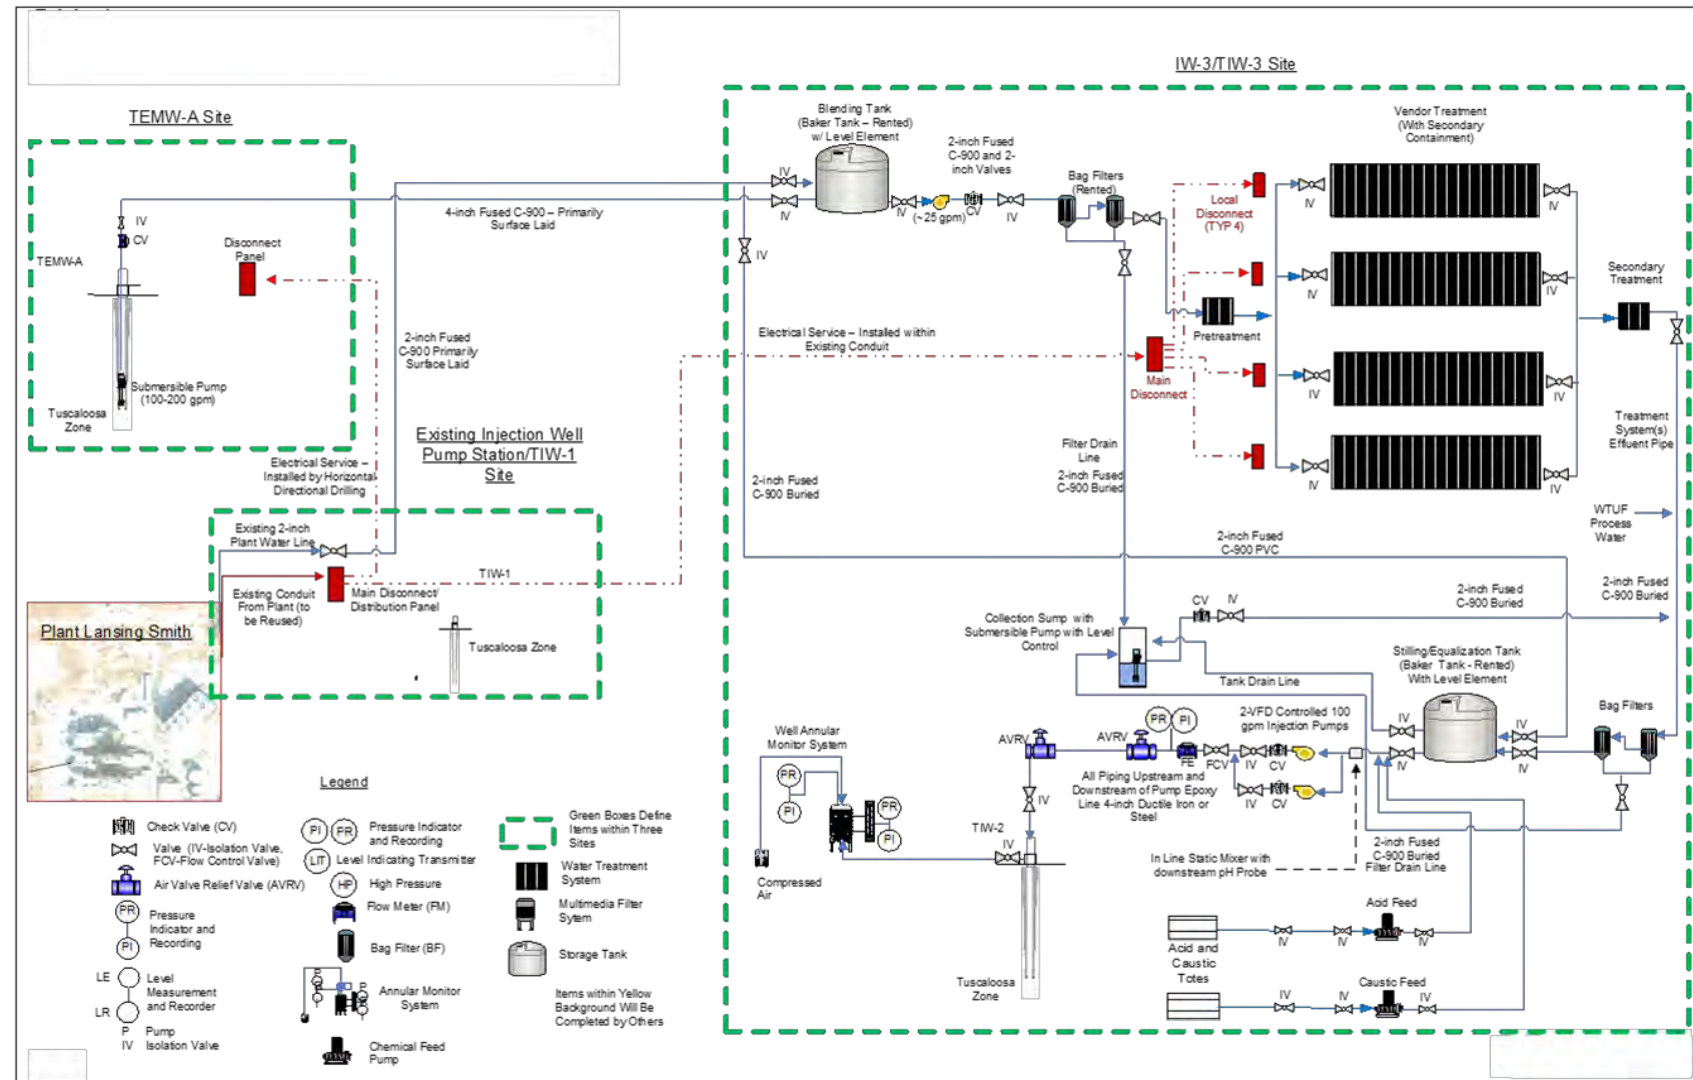 IW-3/TIW-3 Site
TEMW-A Site
Blending Tank
(Baker Tank – Rented)
w/ Level Element
2-inch Fused
C-900 and 2-
inch Valves
Bag Filters
(Rented)
Vendor Treatment
(With Secondary
Containment)
IV
IV
IV
(~25 gpm)
CV
IV
4-inch Fused C-900 – Primarily
Surface Laid
IV
CV
TEMW-A
Disconnect
Panel
IV
Local
Disconnect
(TYP 4)
IV
IV
Secondary
Treatment
IV
IV
Pretreatment
Electrical Service – Installed within
Existing Conduit
2-inch Fused
C-900 Primarily
Surface Laid
Submersible Pump
(100-200 gpm)
Tuscaloosa
Zone
Main
Disconnect
IV
IV
Treatment
System(s)
Effluent Pipe
Existing Injection Well
Pump Station/TIW-1
Site
Filter Drain
Line
2-inch Fused
C-900 Buried
2-inch Fused
C-900 Buried
IV
IV
Electrical Service –
Installed by Horizontal
Directional Drilling
WTUF
Process
Water
Existing 2-inch
Plant Water Line
2-inch Fused
C-900 PVC
TIW-1
Existing Conduit
From Plant (to
be Reused)
Main Disconnect/
Distribution Panel
2-inch Fused
C-900 Buried
2-inch Fused
C-900 Buried
CV
IV
Plant Lansing Smith
Tuscaloosa Zone
Collection Sump with
Submersible Pump with Level
Control
Stilling/Equalization Tank
(Baker Tank - Rented)
With Level Element
Tank Drain Line
Bag Filters
Well Annular
Monitor System
AVRV
AVRV
PR
PI
2-VFD Controlled 100
gpm Injection Pumps
IV
IV
FE
FCV
IV
CV
IV
IV
PR
PI
PR
PI
All Piping Upstream and
Downstream of Pump Epoxy
Line 4-inch Ductile Iron or
Steel
IV
CV
IV
TIW-2
IV
Compressed
Air
In Line Static Mixer with
downstream pH Probe
2-inch Fused
C-900 Buried
Filter Drain Line
Acid Feed
IV
IV
IV
Acid and
Caustic
Totes
Caustic Feed
IV
IV
IV
Tuscaloosa
Zone
Legend
Check Valve (CV)
Valve (IV-Isolation Valve,
FCV-Flow Control Valve)
Air Valve Relief Valve (AVRV)
PR
PI
Pressure
Indicator and
Recording
LE
LR
Level
Measurement
and Recorder
P Pump
IV Isolation Valve
PI
PR
Pressure Indicator
and Recording
LIT
Level Indicating Transmitter
HP
High Pressure
Flow Meter (FM)
Bag Filter (BF)
P
P
Annular Monitor
System
Chemical Feed
Pump
Green Boxes Define
Items within Three
Sites
Water Treatment
System
Multimedia Filter
Sytem
Storage Tank
Items within Yellow
Background Will Be
Completed by Others